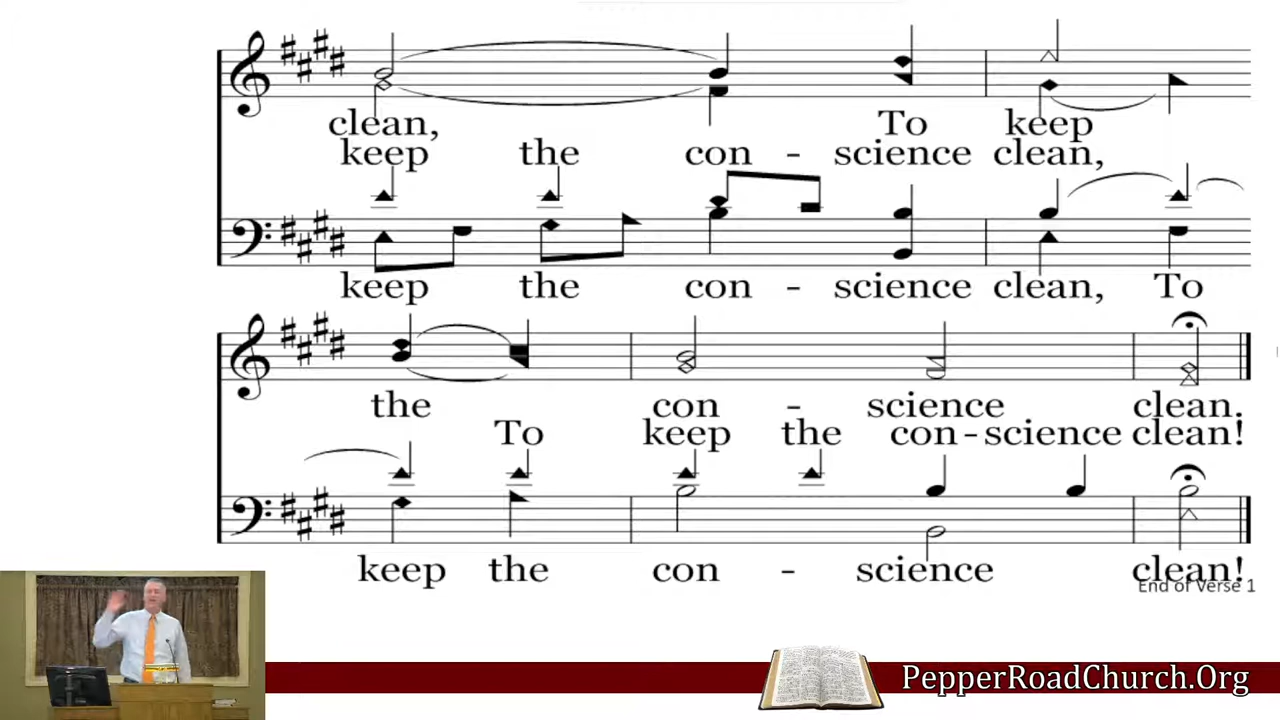 clean, To keep
keep the con - science clean,
keep the con - science clean, To
the con - science clean.
To keep the con - science clean!
keep the con - science clean!
End of Verse 1
PepperRoadChurch.Org